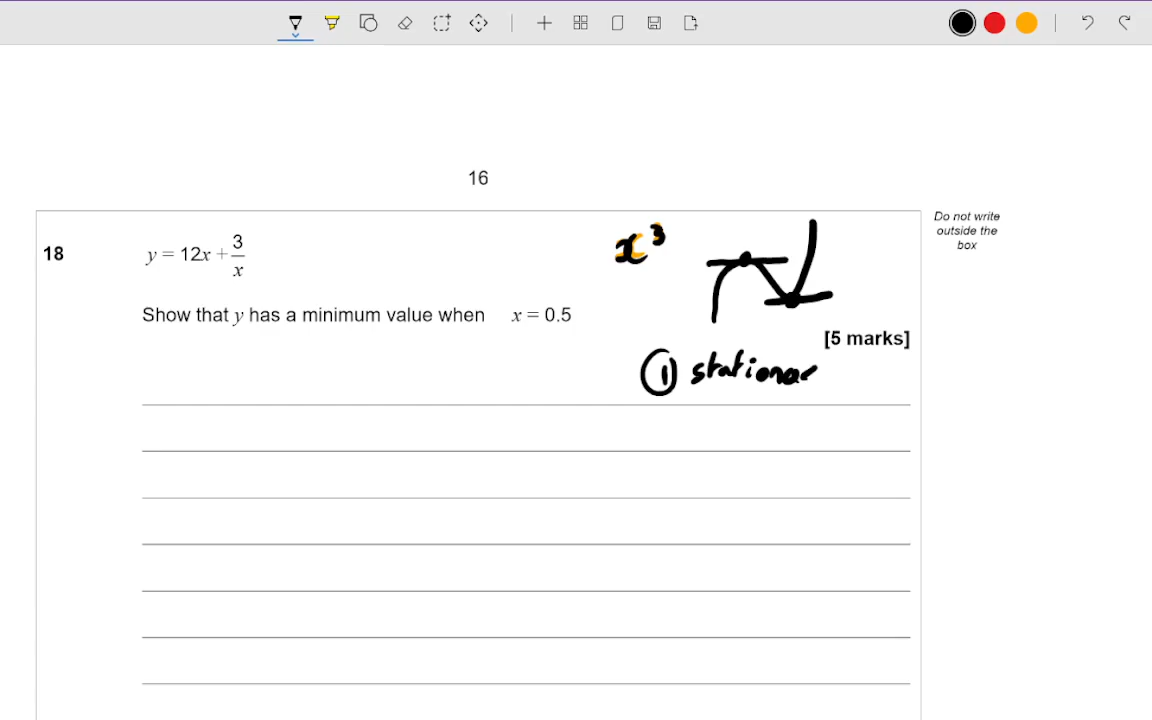 16
Do not write
outside the
box
18 y = 12x + 3/x
x³
Show that y has a minimum value when x = 0.5
[5 marks]
① stationar